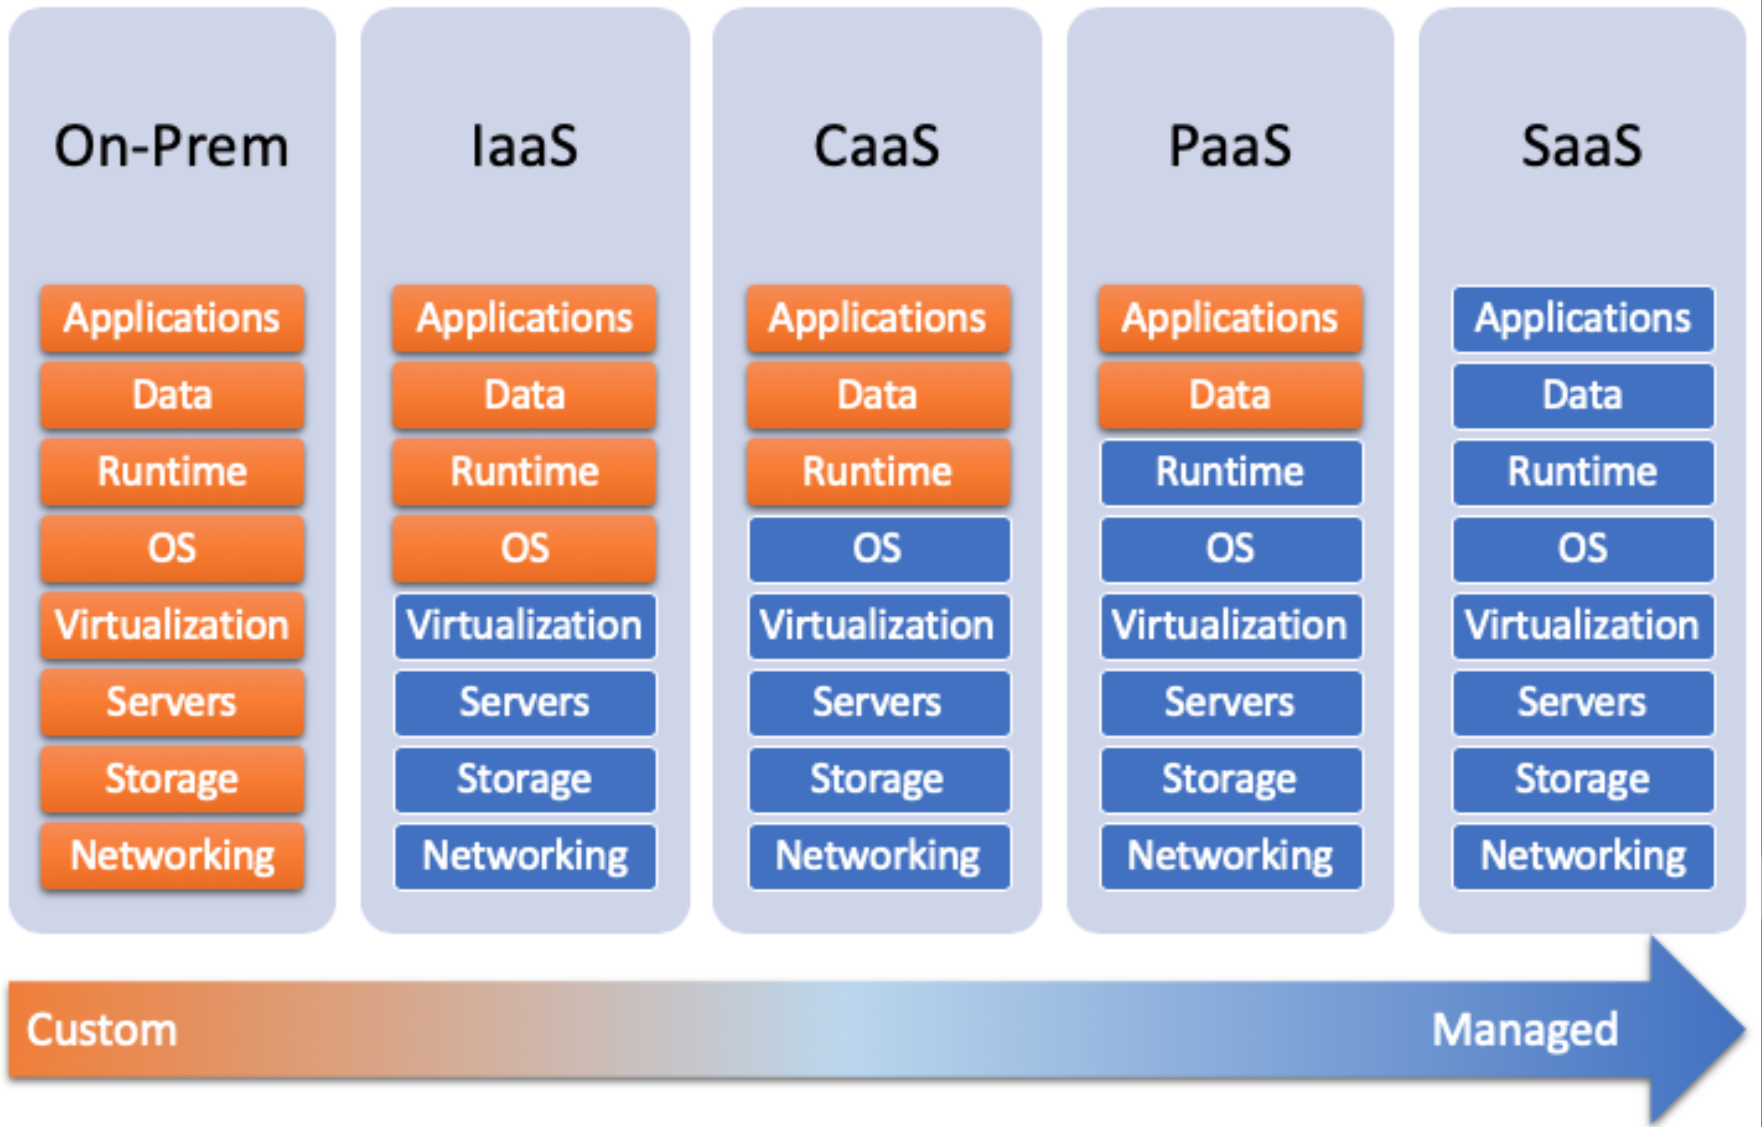 On-Prem
Applications
Data
Runtime
OS
Virtualization
Servers
Storage
Networking
IaaS
Applications
Data
Runtime
OS
Virtualization
Servers
Storage
Networking
CaaS
Applications
Data
Runtime
OS
Virtualization
Servers
Storage
Networking
PaaS
Applications
Data
Runtime
OS
Virtualization
Servers
Storage
Networking
SaaS
Applications
Data
Runtime
OS
Virtualization
Servers
Storage
Networking
Custom
Managed